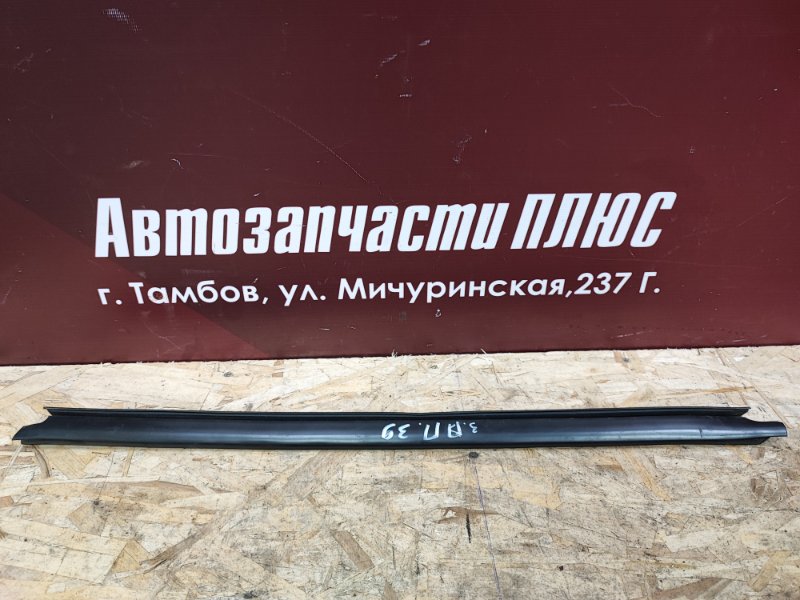 Автозапчасти ПЛЮС
г. Тамбов, ул. Мичуринская,237 Г.
П. 39